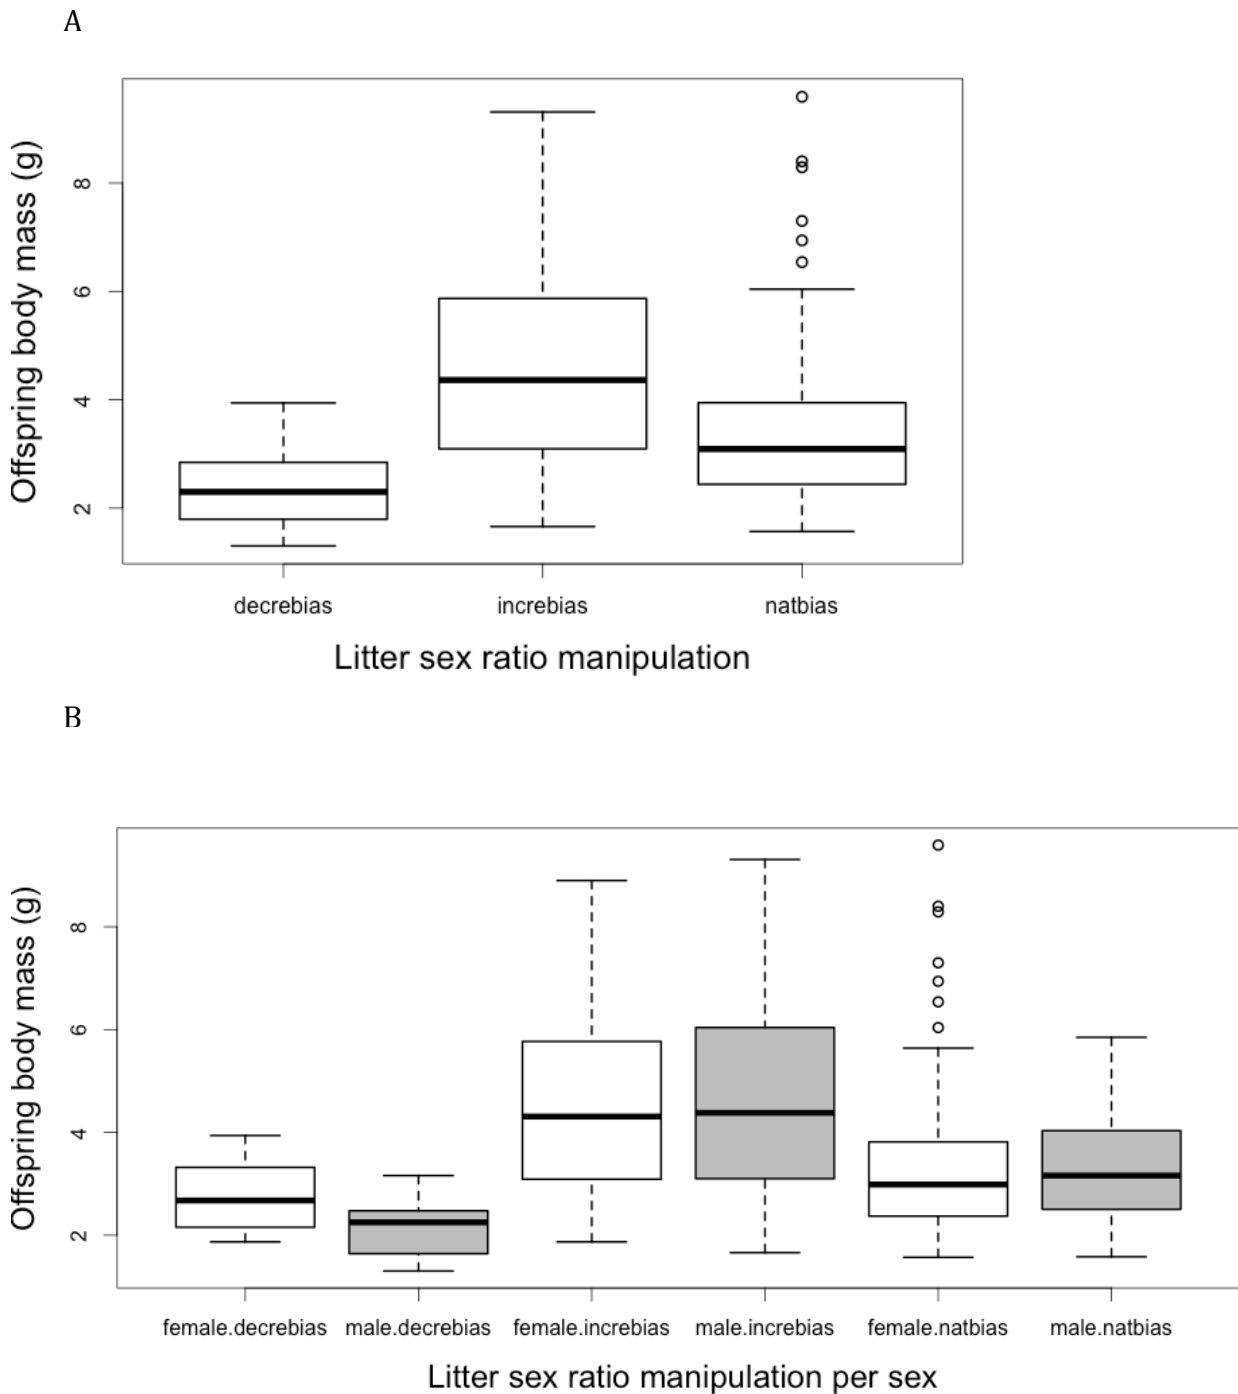 A
Offspring body mass (g)
8
6
4
2
decrebias increbias natbias
Litter sex ratio manipulation
B
Offspring body mass (g)
8
6
4
2
female.decrebias male.decrebias female.increbias male.increbias female.natbias male.natbias
Litter sex ratio manipulation per sex